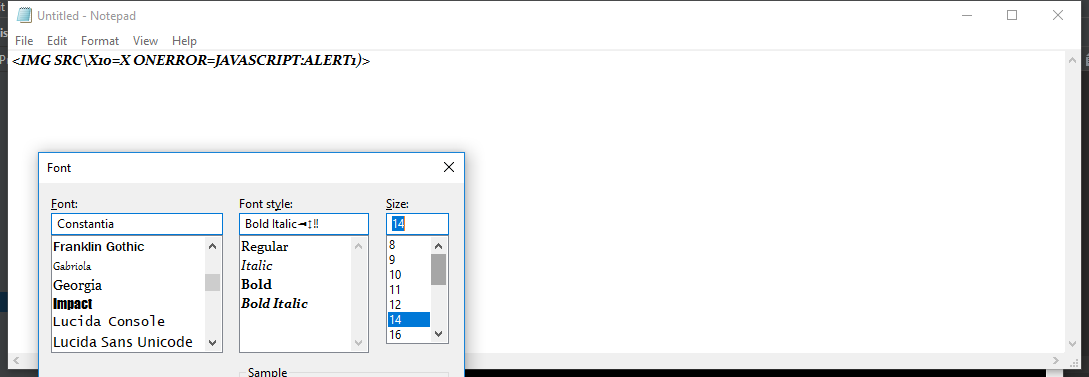 Untitled - Notepad
File Edit Format View Help
<IMG SRC\X10=X ONERROR=JAVASCRIPT:ALERT1)>
Font
Font: Font style: Size:
Constantia Bold Italic 14
Franklin Gothic
Gabriola
Georgia
Impact
Lucida Console
Lucida Sans Unicode
Regular
Italic
Bold
Bold Italic
8
9
10
11
12
14
16
Sample